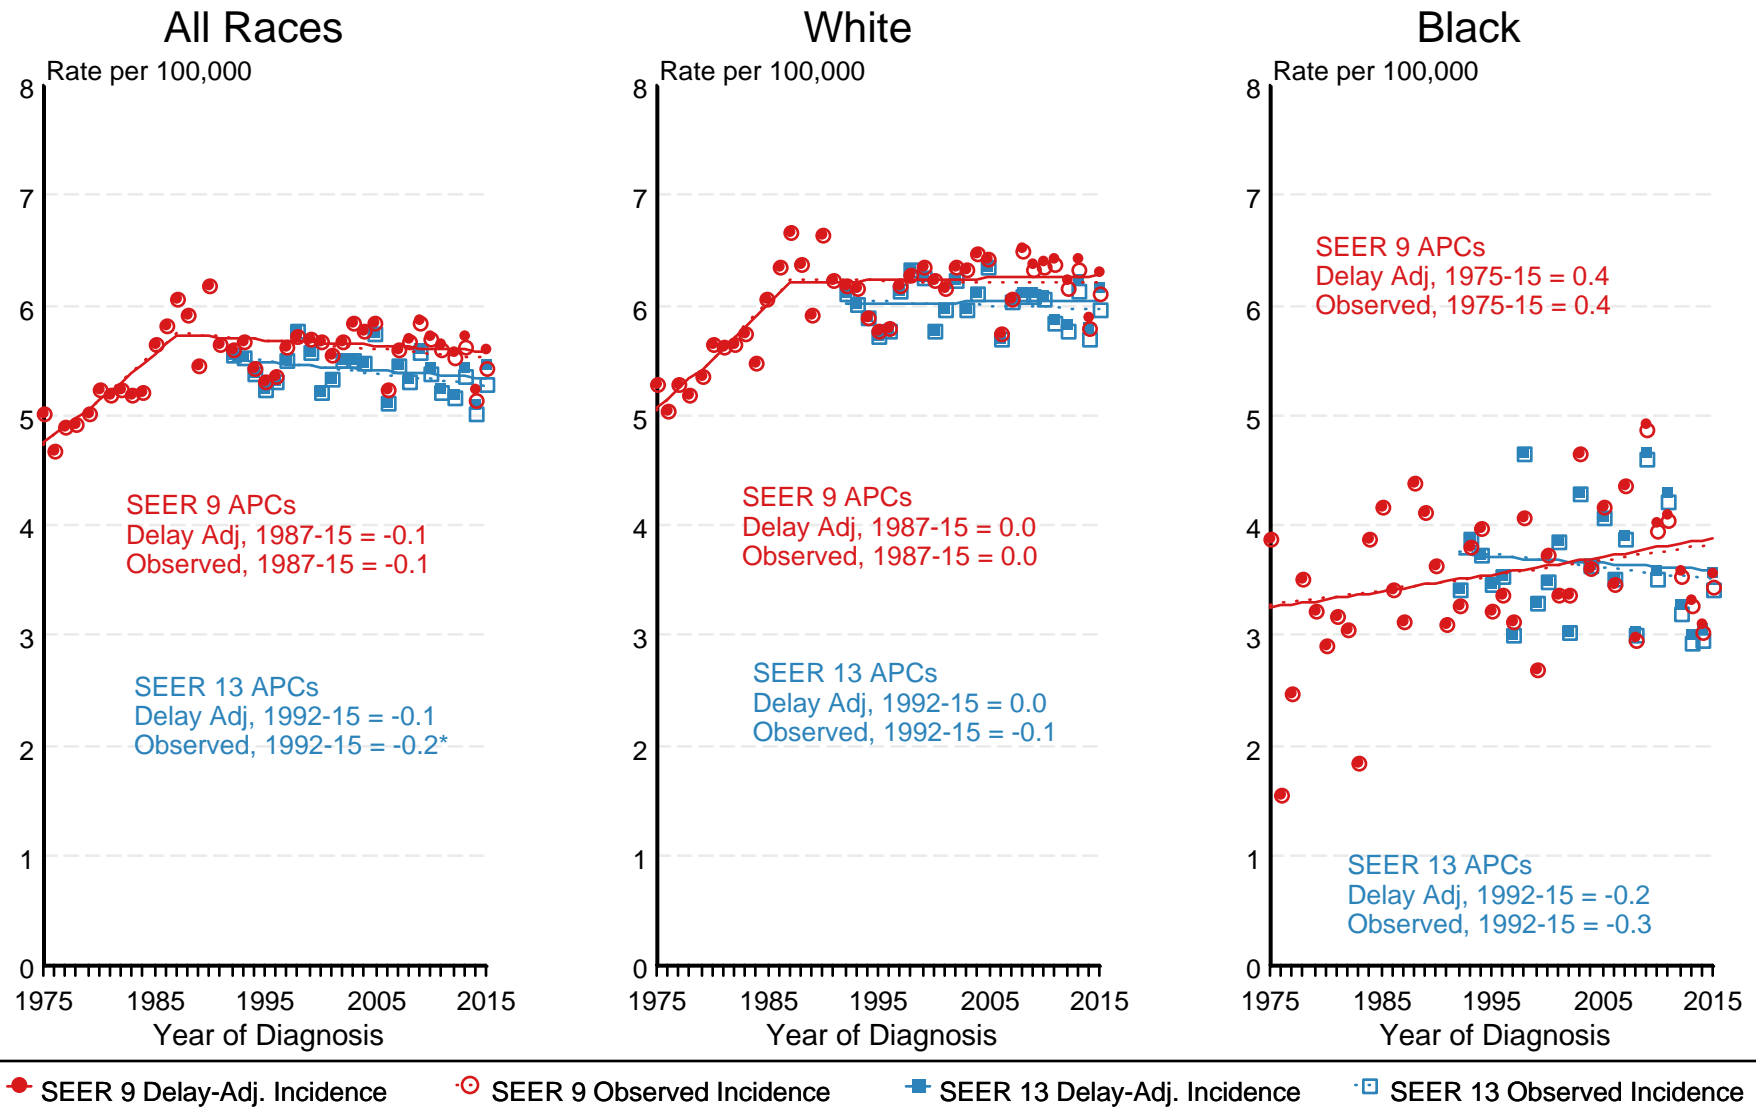 All Races
Rate per 100,000
8
7
6
5
4
3
2
1
0
SEER 9 APCs
Delay Adj, 1987-15 = -0.1
Observed, 1987-15 = -0.1
SEER 13 APCs
Delay Adj, 1992-15 = -0.1
Observed, 1992-15 = -0.2*
1975 1985 1995 2005 2015
Year of Diagnosis
White
Rate per 100,000
8
7
6
5
4
3
2
1
0
SEER 9 APCs
Delay Adj, 1987-15 = 0.0
Observed, 1987-15 = 0.0
SEER 13 APCs
Delay Adj, 1992-15 = 0.0
Observed, 1992-15 = -0.1
1975 1985 1995 2005 2015
Year of Diagnosis
Black
Rate per 100,000
8
7
6
5
4
3
2
1
0
SEER 9 APCs
Delay Adj, 1975-15 = 0.4
Observed, 1975-15 = 0.4
SEER 13 APCs
Delay Adj, 1992-15 = -0.2
Observed, 1992-15 = -0.3
1975 1985 1995 2005 2015
Year of Diagnosis
SEER 9 Delay-Adj. Incidence SEER 9 Observed Incidence SEER 13 Delay-Adj. Incidence SEER 13 Observed Incidence